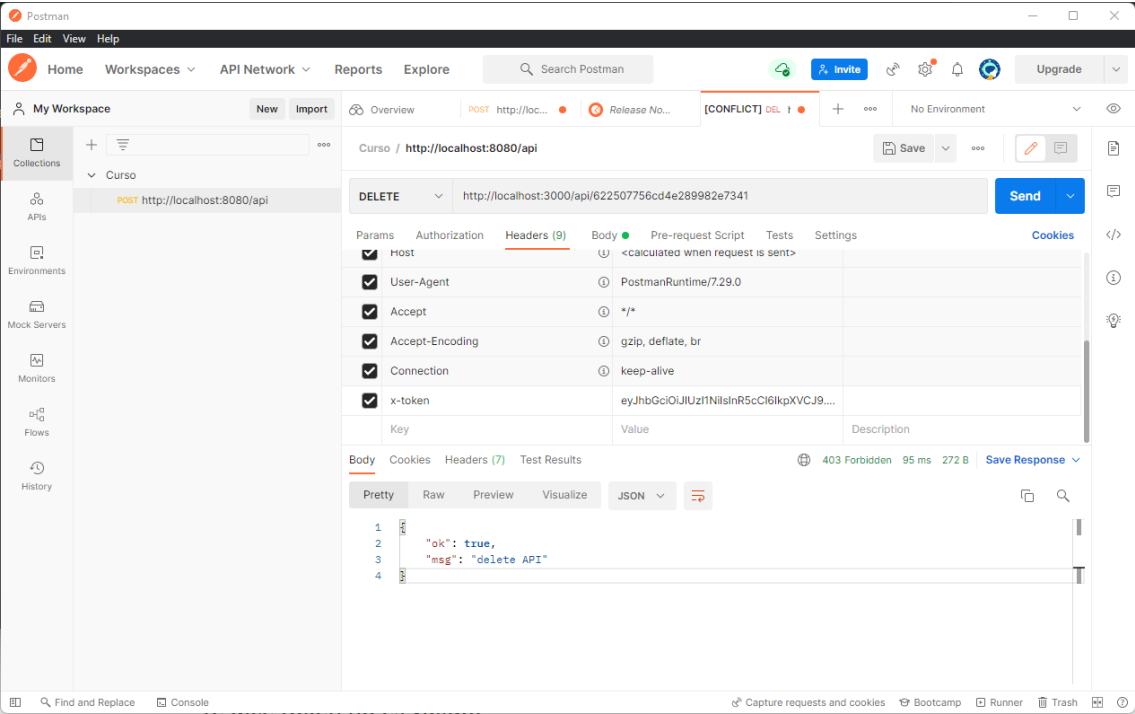 Postman
File Edit View Help
Home Workspaces API Network Reports Explore Search Postman Invite Upgrade
My Workspace New Import Overview POST http://loc... Release No... [CONFLICT] DEL No Environment
Collections
APIs
Environments
Mock Servers
Monitors
Flows
History
Curso
POST http://localhost:8080/api
Curso / http://localhost:8080/api Save
DELETE http://localhost:3000/api/622507756cd4e289982e7341 Send
Params Authorization Headers (9) Body Pre-request Script Tests Settings Cookies
Host <calculated when request is sent>
User-Agent PostmanRuntime/7.29.0
Accept */*
Accept-Encoding gzip, deflate, br
Connection keep-alive
x-token eyJhbGciOiJIUzI1NiIsInR5cCI6IkpXVCJ9....
Key Value Description
Body Cookies Headers (7) Test Results 403 Forbidden 95 ms 272 B Save Response
Pretty Raw Preview Visualize JSON
1 {
2 "ok": true,
3 "msg": "delete API"
4 }
Find and Replace Console Capture requests and cookies Bootcamp Runner Trash